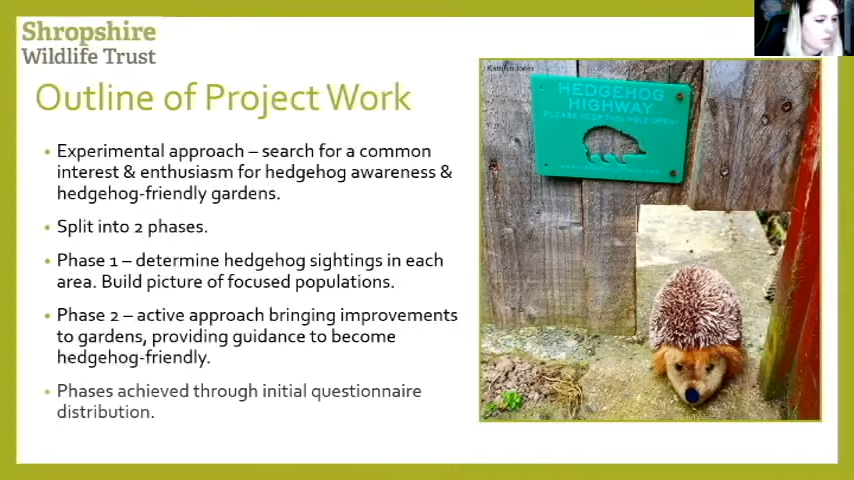 Shropshire
Wildlife Trust
Outline of Project Work
• Experimental approach – search for a common
interest & enthusiasm for hedgehog awareness &
hedgehog-friendly gardens.
• Split into 2 phases.
• Phase 1 – determine hedgehog sightings in each
area. Build picture of focused populations.
• Phase 2 – active approach bringing improvements
to gardens, providing guidance to become
hedgehog-friendly.
• Phases achieved through initial questionnaire
distribution.
Kathryn Jones
HEDGEHOG
HIGHWAY
PLEASE KEEP THIS HOLE OPEN!